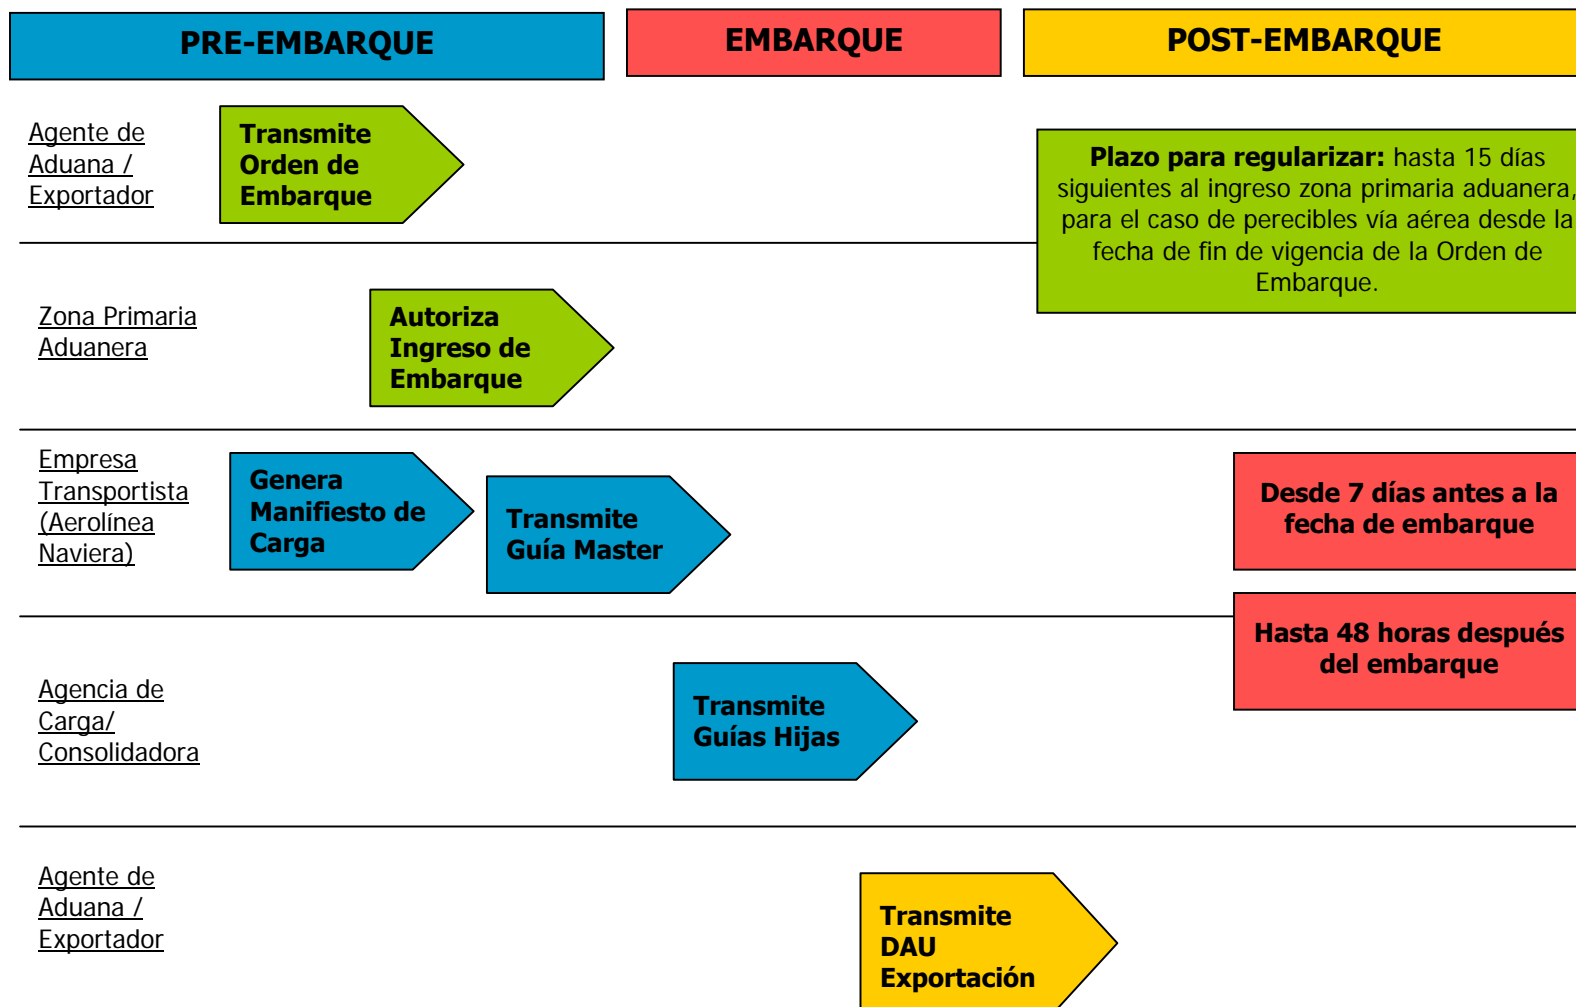 PRE-EMBARQUE
EMBARQUE
POST-EMBARQUE
Agente de
Aduana /
Exportador
Transmite
Orden de
Embarque
Plazo para regularizar: hasta 15 días
siguientes al ingreso zona primaria aduanera,
para el caso de perecibles vía aérea desde la
fecha de fin de vigencia de la Orden de
Embarque.
Zona Primaria
Aduanera
Autoriza
Ingreso de
Embarque
Empresa
Transportista
(Aerolínea
Naviera)
Genera
Manifiesto de
Carga
Transmite
Guía Master
Desde 7 días antes a la
fecha de embarque
Hasta 48 horas después
del embarque
Agencia de
Carga/
Consolidadora
Transmite
Guías Hijas
Agente de
Aduana /
Exportador
Transmite
DAU
Exportación